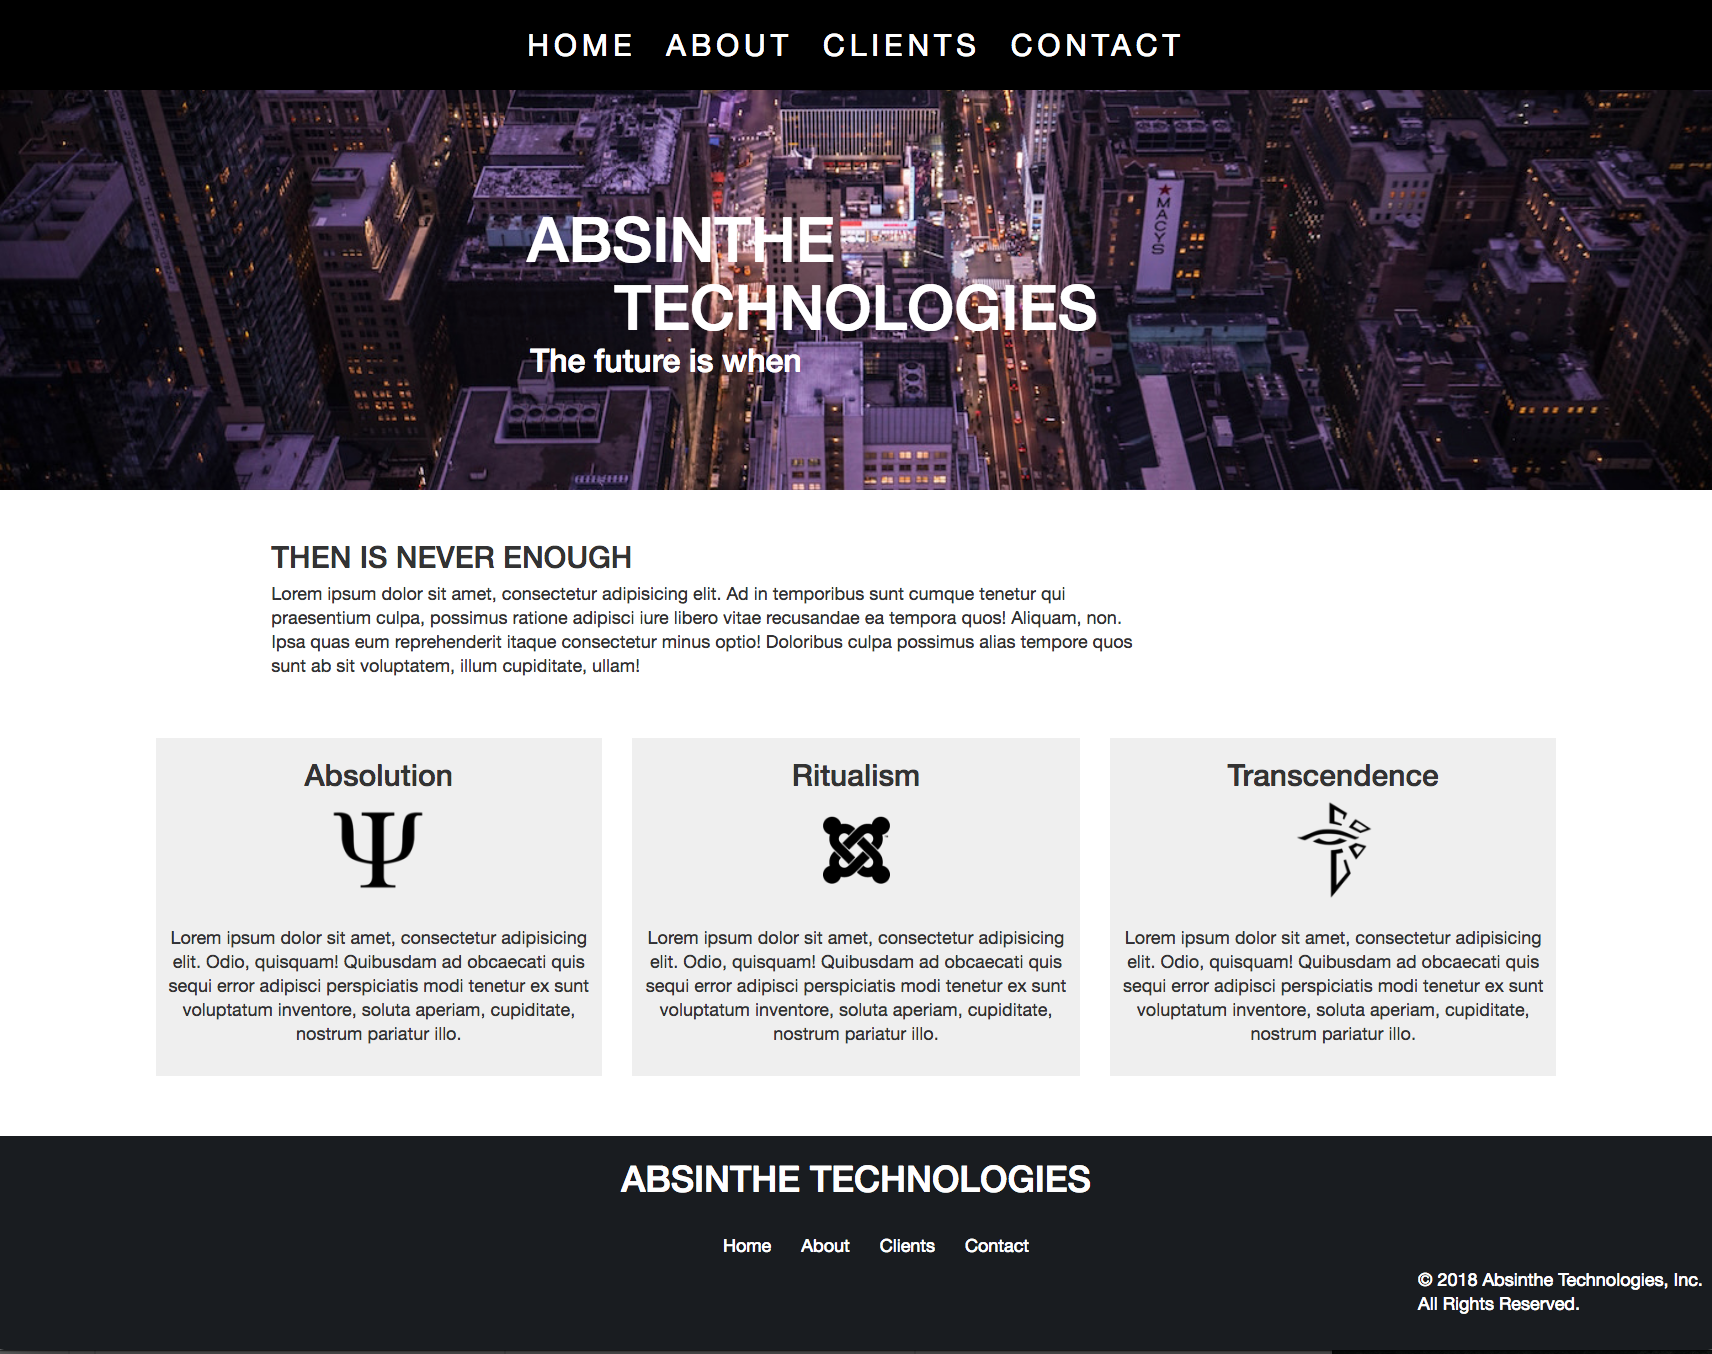 HOME ABOUT CLIENTS CONTACT
MACYS
ABSINTHE
TECHNOLOGIES
The future is when
THEN IS NEVER ENOUGH
Lorem ipsum dolor sit amet, consectetur adipisicing elit. Ad in temporibus sunt cumque tenetur qui
praesentium culpa, possimus ratione adipisci iure libero vitae recusandae ea tempora quos! Aliquam, non.
Ipsa quas eum reprehenderit itaque consectetur minus optio! Doloribus culpa possimus alias tempore quos
sunt ab sit voluptatem, illum cupiditate, ullam!
Absolution
Lorem ipsum dolor sit amet, consectetur adipisicing
elit. Odio, quisquam! Quibusdam ad obcaecati quis
sequi error adipisci perspiciatis modi tenetur ex sunt
voluptatum inventore, soluta aperiam, cupiditate,
nostrum pariatur illo.
Ritualism
Lorem ipsum dolor sit amet, consectetur adipisicing
elit. Odio, quisquam! Quibusdam ad obcaecati quis
sequi error adipisci perspiciatis modi tenetur ex sunt
voluptatum inventore, soluta aperiam, cupiditate,
nostrum pariatur illo.
Transcendence
Lorem ipsum dolor sit amet, consectetur adipisicing
elit. Odio, quisquam! Quibusdam ad obcaecati quis
sequi error adipisci perspiciatis modi tenetur ex sunt
voluptatum inventore, soluta aperiam, cupiditate,
nostrum pariatur illo.
ABSINTHE TECHNOLOGIES
Home About Clients Contact
© 2018 Absinthe Technologies, Inc.
All Rights Reserved.